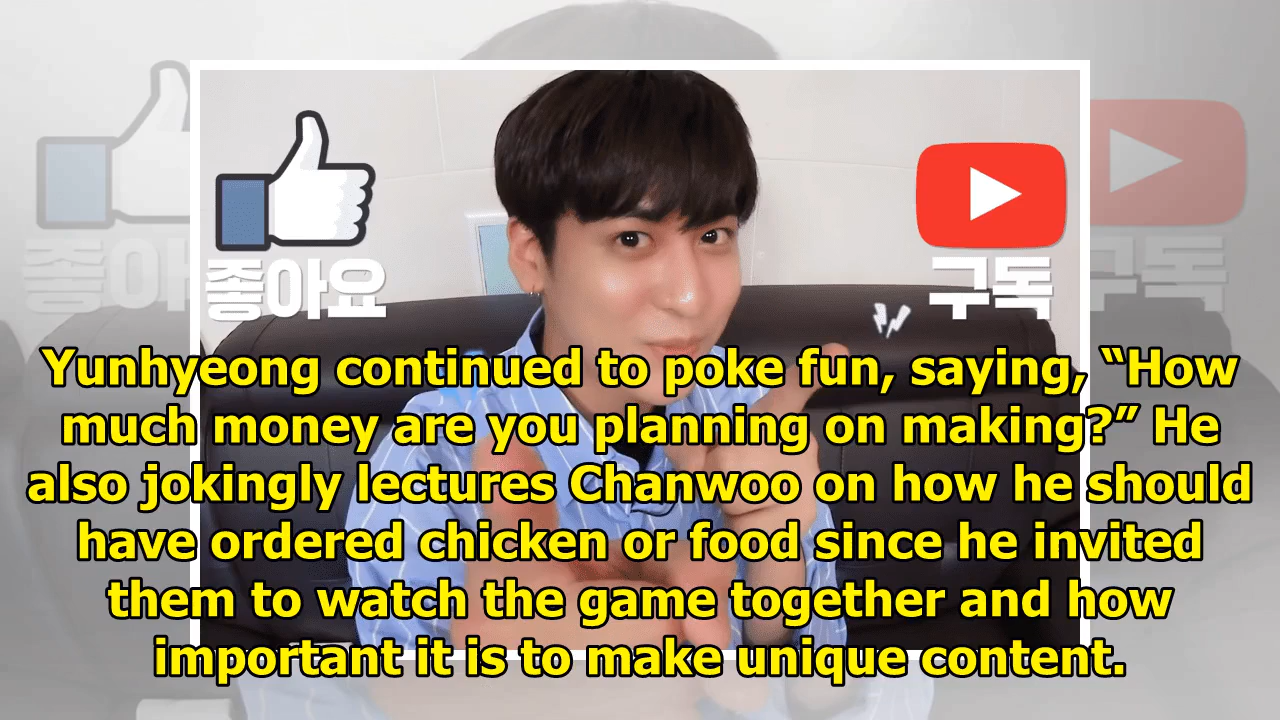 좋아요
구독
Yunhyeong continued to poke fun, saying, “How
much money are you planning on making?” He
also jokingly lectures Chanwoo on how he should
have ordered chicken or food since he invited
them to watch the game together and how
important it is to make unique content.